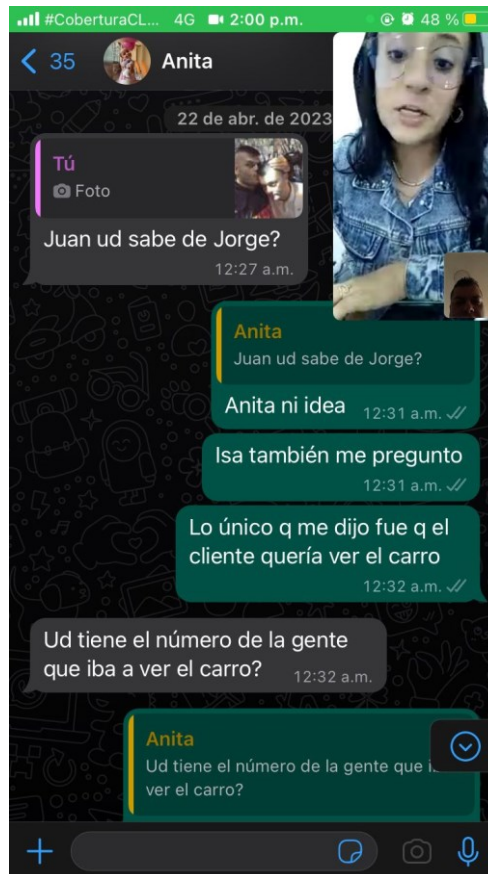 #CoberturaCL... 4G 2:00 p.m. 48 %
35 Anita
22 de abr. de 2023
Tú
Foto
Juan ud sabe de Jorge?
12:27 a.m.
Anita
Juan ud sabe de Jorge?
Anita ni idea 12:31 a.m.
Isa también me pregunto
12:31 a.m.
Lo único q me dijo fue q el
cliente quería ver el carro
12:32 a.m.
Ud tiene el número de la gente
que iba a ver el carro? 12:32 a.m.
Anita
Ud tiene el número de la gente que i...
ver el carro?